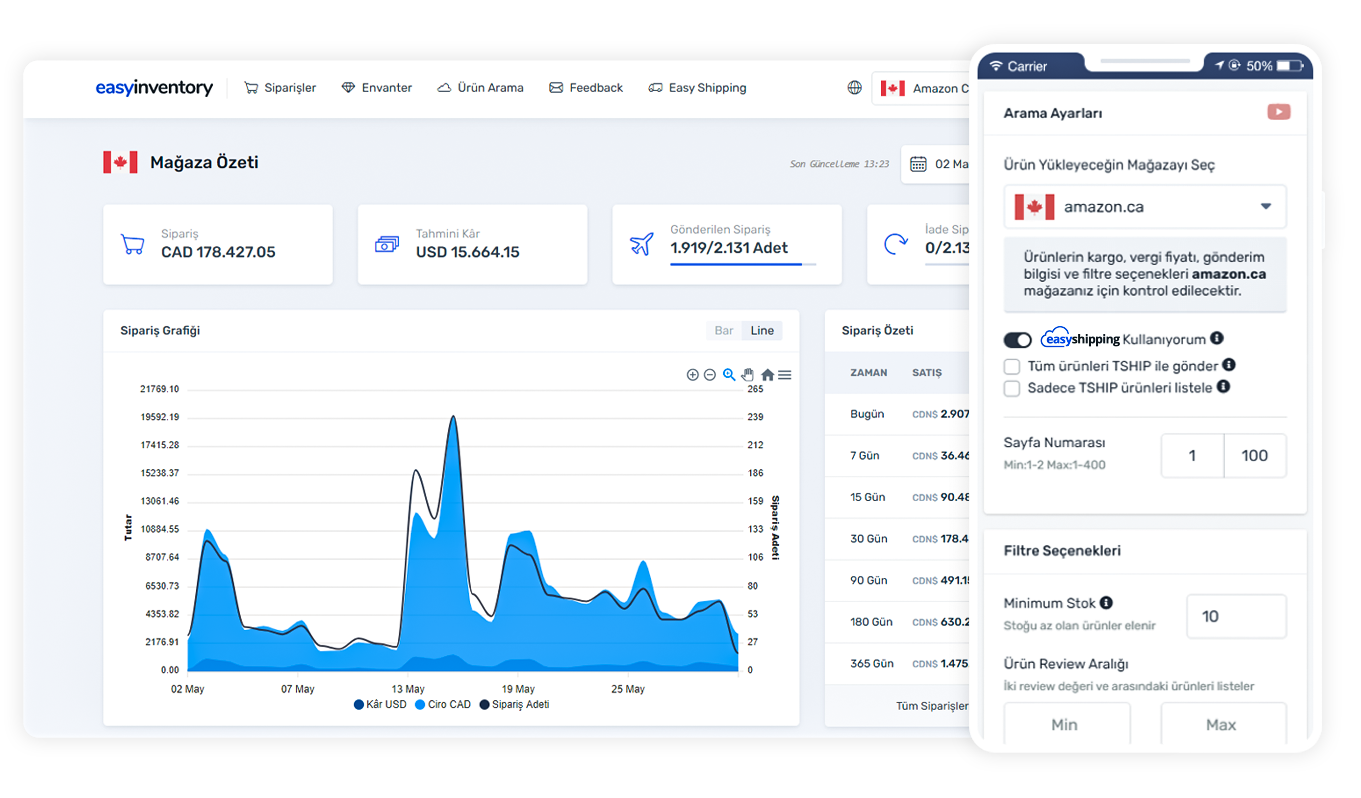 easyinventory
Siparişler
Envanter
Ürün Arama
Feedback
Easy Shipping
Amazon C
Mağaza Özeti
Son Güncelleme 13:23
02 Ma
Sipariş
CAD 178.427.05
Tahmini Kâr
USD 15.664.15
Gönderilen Sipariş
1.919/2.131 Adet
İade Sip
0/2.13
Sipariş Grafiği
Bar
Line
21769.10
19592.19
17415.28
15238.37
13061.46
10884.55
8707.64
6530.73
4353.82
2176.91
0.00
Tutar
265
239
212
186
159
133
106
80
53
27
0
Sipariş Adeti
02 May
07 May
13 May
19 May
25 May
Kâr USD
Ciro CAD
Sipariş Adeti
Sipariş Özeti
ZAMAN SATIŞ
Bugün CDN$ 2.907
7 Gün CDN$ 36.46
15 Gün CDN$ 90.48
30 Gün CDN$ 178.4
90 Gün CDN$ 491.15
180 Gün CDN$ 630.2
365 Gün CDN$ 1.475
Tüm Siparişler
Carrier
50%
Arama Ayarları
Ürün Yükleyeceğin Mağazayı Seç
amazon.ca
Ürünlerin kargo, vergi fiyatı, gönderim
bilgisi ve filtre seçenekleri amazon.ca
mağazanız için kontrol edilecektir.
easyshipping Kullanıyorum
Tüm ürünleri TSHIP ile gönder
Sadece TSHIP ürünleri listele
Sayfa Numarası
Min:1-2 Max:1-400
1
100
Filtre Seçenekleri
Minimum Stok
Stoğu az olan ürünler elenir
10
Ürün Review Aralığı
İki review değeri ve arasındaki ürünleri listeler
Min
Max